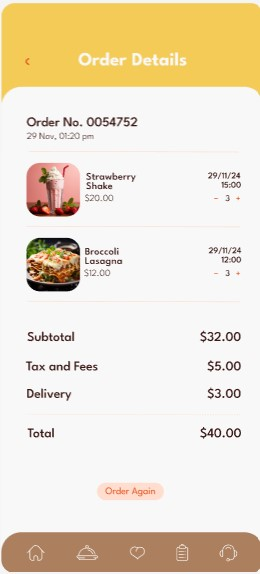 ‹ Order Details
Order No. 0054752
29 Nov, 01:20 pm
Strawberry
Shake
$20.00
29/11/24
15:00
− 3 +
Broccoli
Lasagna
$12.00
29/11/24
12:00
− 3 +
Subtotal $32.00
Tax and Fees $5.00
Delivery $3.00
Total $40.00
Order Again